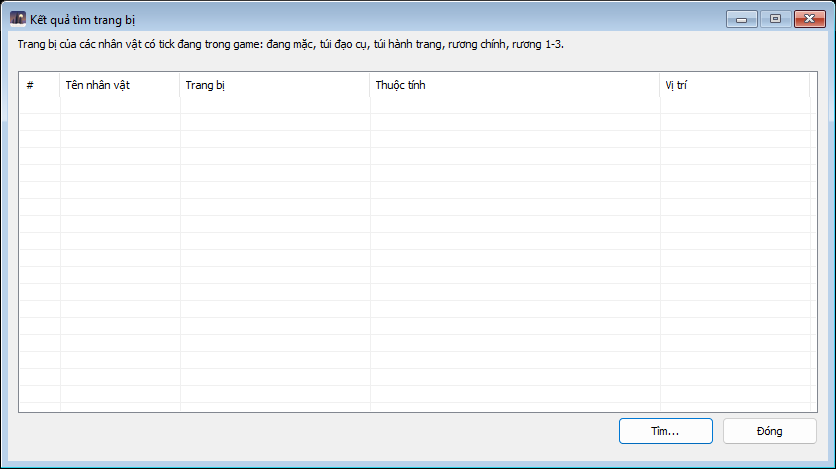 Kết quả tìm trang bị
Trang bị của các nhân vật có tick đang trong game: đang mặc, túi đạo cụ, túi hành trang, rương chính, rương 1-3.
# Tên nhân vật Trang bị Thuộc tính Vị trí
Tìm... Đóng